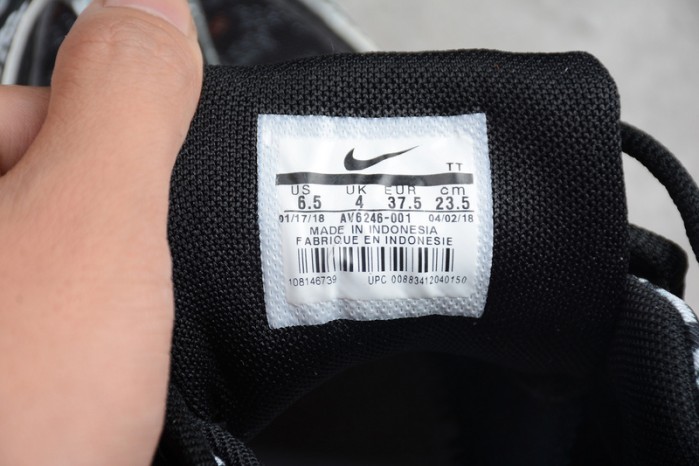 TT
US UK EUR cm
6.5 4 37.5 23.5
01/17/18 AV6246-001 04/02/18
MADE IN INDONESIA
FABRIQUE EN INDONESIE
108146739 UPC 00883412040150